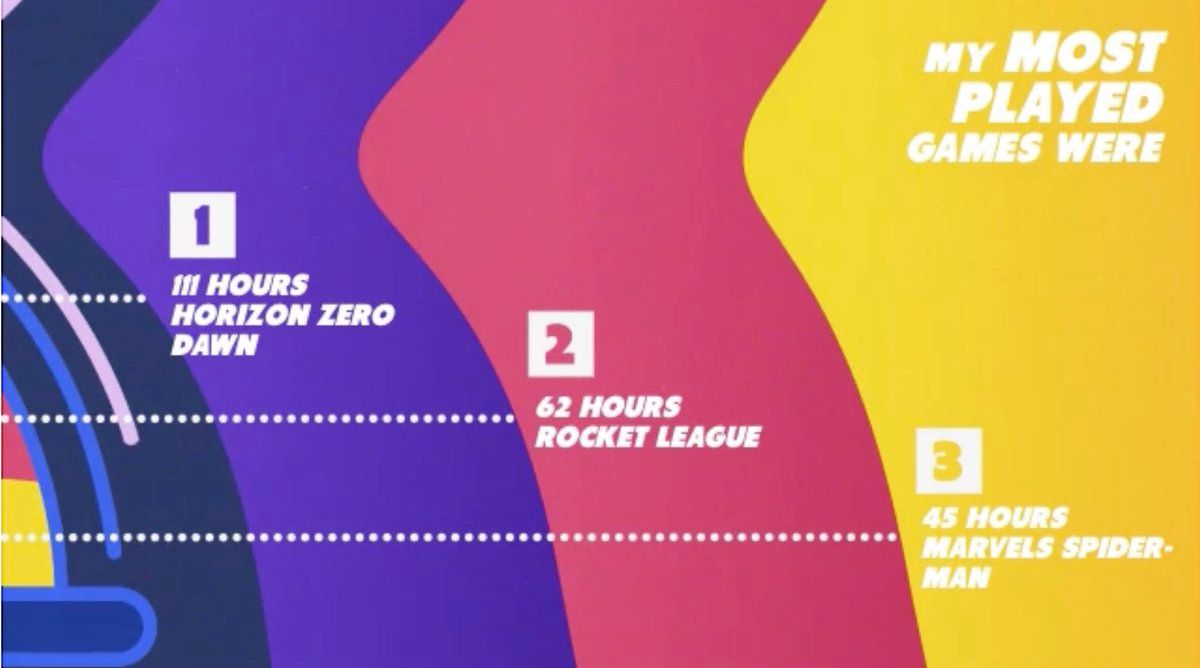 MY MOST
PLAYED
GAMES WERE
1
111 HOURS
HORIZON ZERO
DAWN
2
62 HOURS
ROCKET LEAGUE
3
45 HOURS
MARVELS SPIDER-
MAN